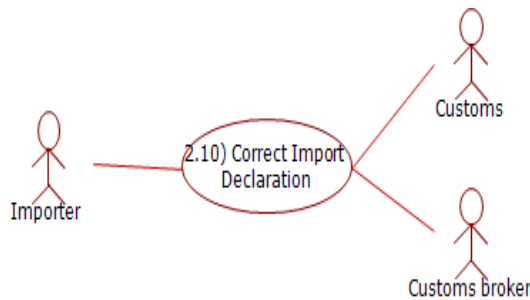 Customs
2.10) Correct Import
Declaration
Importer
Customs broker